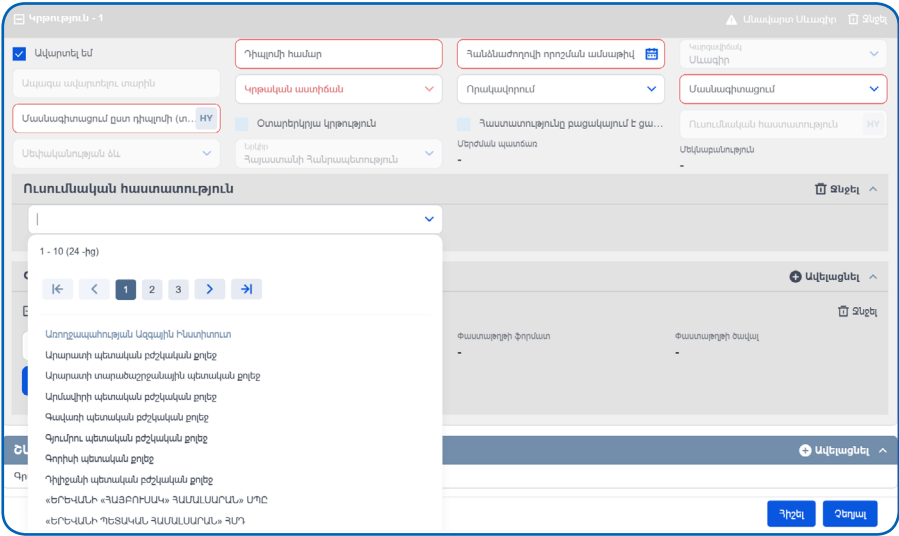 Կրթություն - 1
Անավարտ Սևագիր
Ջնջել
Ավարտել եմ
Դիպլոմի համար
Հանձնաժողովի որոշման ամսաթիվ
Կարգավիճակ
Սևագիր
Ապագա ավարտելու տարին
Կրթական աստիճան
Որակավորում
Մասնագիտացում
Մասնագիտացում ըստ դիպլոմի (տ... HY
Օտարերկրյա կրթություն
Հաստատությունը բացակայում է ցա...
Ուսումնական հաստատություն HY
Սեփականության ձև
Երկիր
Հայաստանի Հանրապետություն
Մերժման պատճառ
-
Մեկնաբանություն
-
Ուսումնական հաստատություն
Ջնջել
1 - 10 (24 -ից)
1 2 3
Ավելացնել
Ջնջել
Առողջապահության Ազգային Ինստիտուտ
Փաստաթղթի ֆորմատ
-
Փաստաթղթի ծավալ
-
Արարատի պետական բժշկական քոլեջ
Արարատի տարածաշրջանային պետական քոլեջ
Արմավիրի պետական բժշկական քոլեջ
Գավառի պետական բժշկական քոլեջ
Գյումրու պետական բժշկական քոլեջ
Գորիսի պետական քոլեջ
Դիլիջանի պետական բժշկական քոլեջ
«ԵՐԵՎԱՆԻ «ՀԱՅԲՈՒՍԱԿ» ՀԱՄԱԼՍԱՐԱՆ» ՍՊԸ
«ԵՐԵՎԱՆԻ ՊԵՏԱԿԱՆ ՀԱՄԱԼՍԱՐԱՆ» ՀՄԴ
Ավելացնել
Հիշել
Չեղյալ